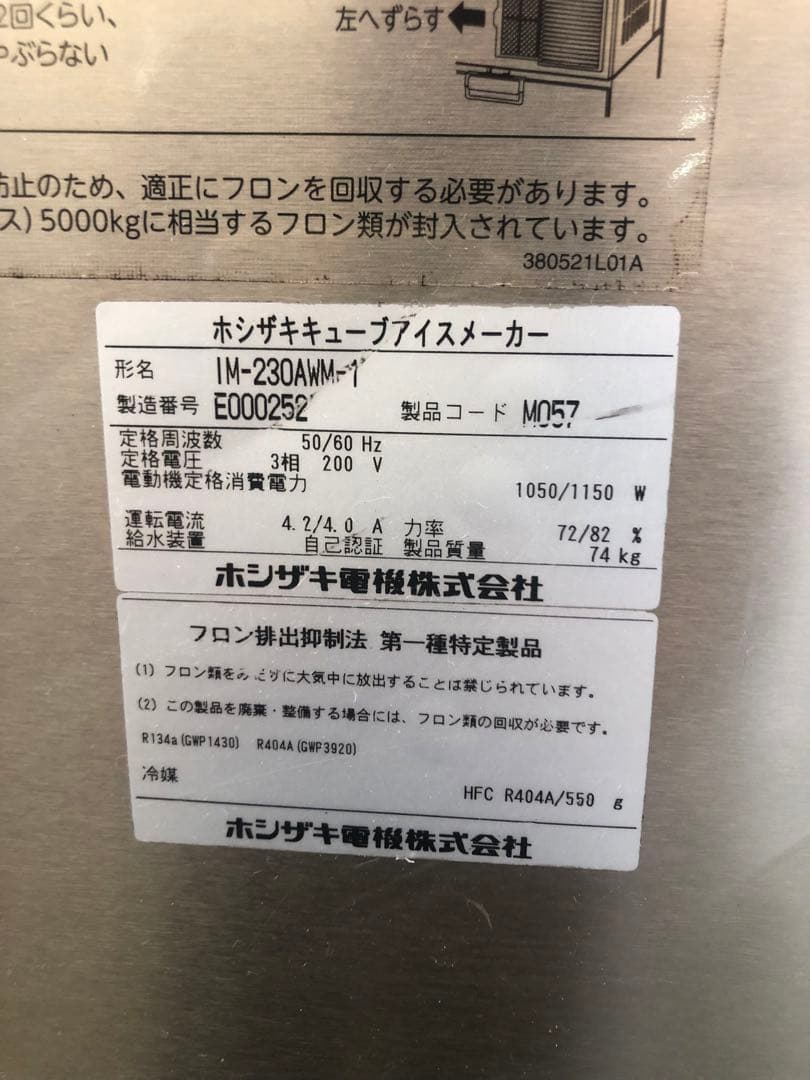 2回くらい、
やぶらない
左へずらす
防止のため、適正にフロンを回収する必要があります。
ス) 5000kgに相当するフロン類が封入されています。
380521L01A
ホシザキキューブアイスメーカー
形名 IM-230AWM-1
製造番号 E000252 製品コード M057
定格周波数 50/60 Hz
定格電圧 3相 200 V
電動機定格消費電力 1050/1150 W
運転電流 4.2/4.0 A 力率 72/82 %
給水装置 自己認証 製品質量 74 kg
ホシザキ電機株式会社
フロン排出抑制法 第一種特定製品
(1) フロン類をみだりに大気中に放出することは禁じられています。
(2) この製品を廃棄・整備する場合には、フロン類の回収が必要です。
R134a(GWP1430) R404A(GWP3920)
冷媒 HFC R404A/550 g
ホシザキ電機株式会社